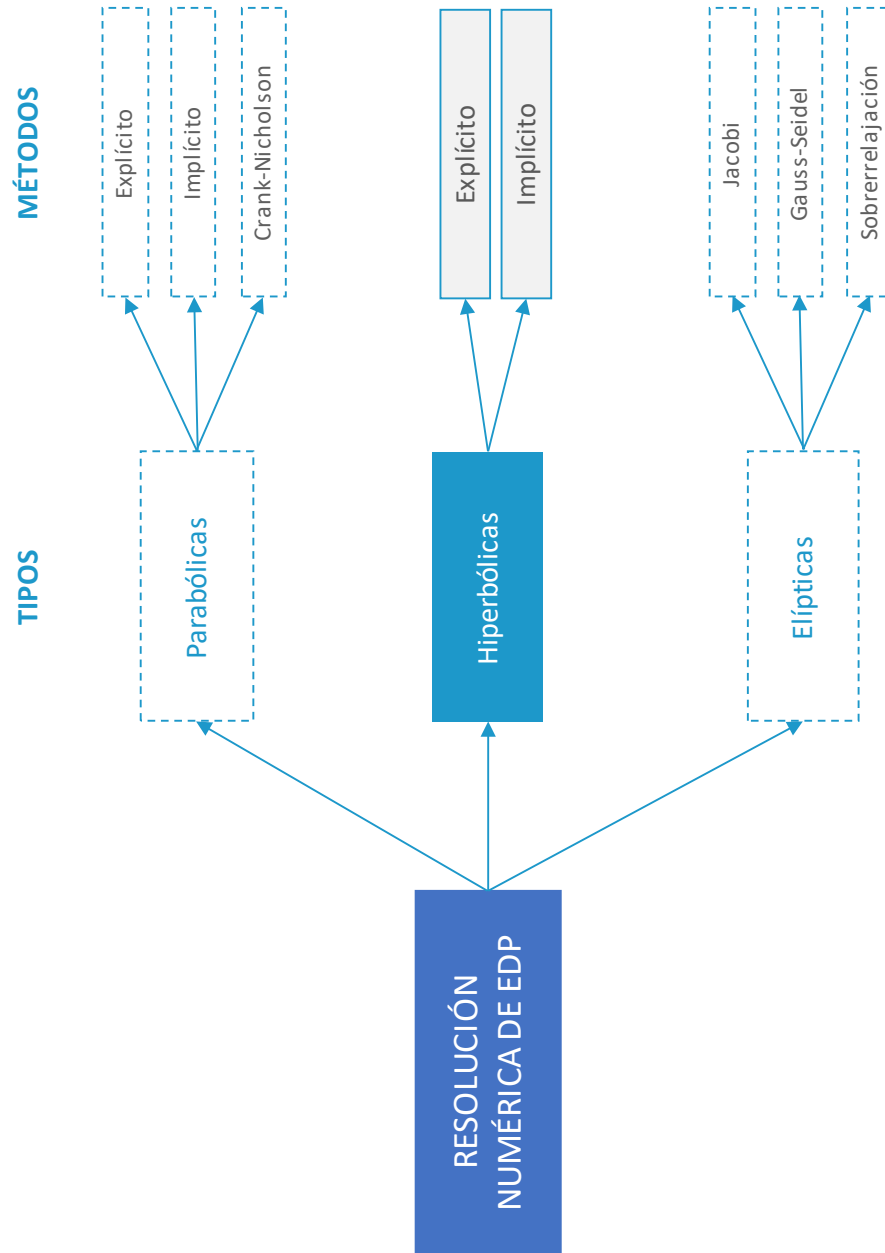 TIPOS
MÉTODOS
RESOLUCIÓN
NUMÉRICA DE EDP
Parabólicas
Explícito
Implícito
Crank-Nicholson
Hiperbólicas
Explícito
Implícito
Elípticas
Jacobi
Gauss-Seidel
Sobrerrelajación